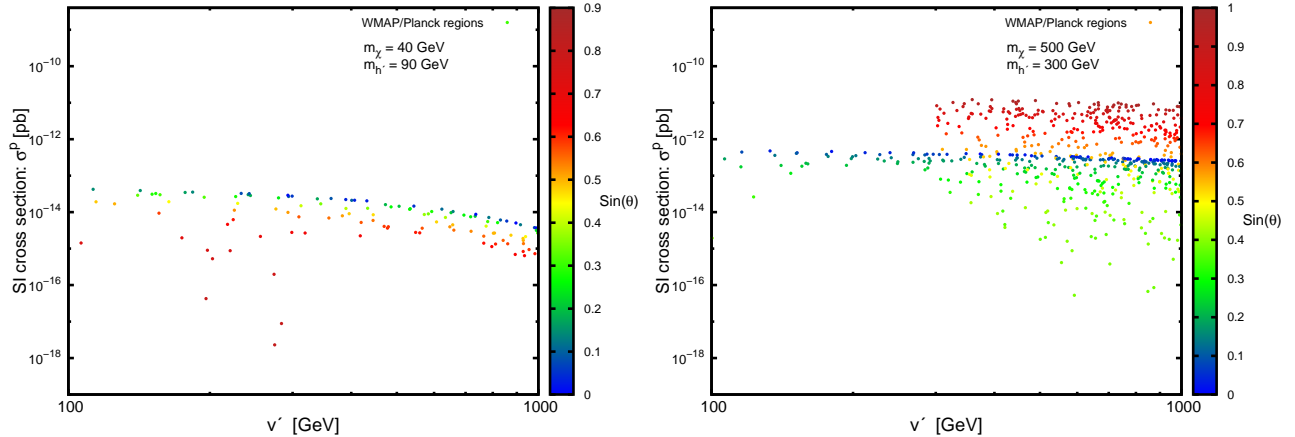 WMAP/Planck regions
m_χ = 40 GeV
m_h´ = 90 GeV
SI cross section: σ^p [pb]
10^-10
10^-12
10^-14
10^-16
10^-18
100
1000
v´ [GeV]
0.9
0.8
0.7
0.6
0.5
0.4
0.3
0.2
0.1
0
Sin(θ)
WMAP/Planck regions
m_χ = 500 GeV
m_h´ = 300 GeV
SI cross section: σ^p [pb]
10^-10
10^-12
10^-14
10^-16
10^-18
100
1000
v´ [GeV]
1
0.9
0.8
0.7
0.6
0.5
0.4
0.3
0.2
0.1
0
Sin(θ)